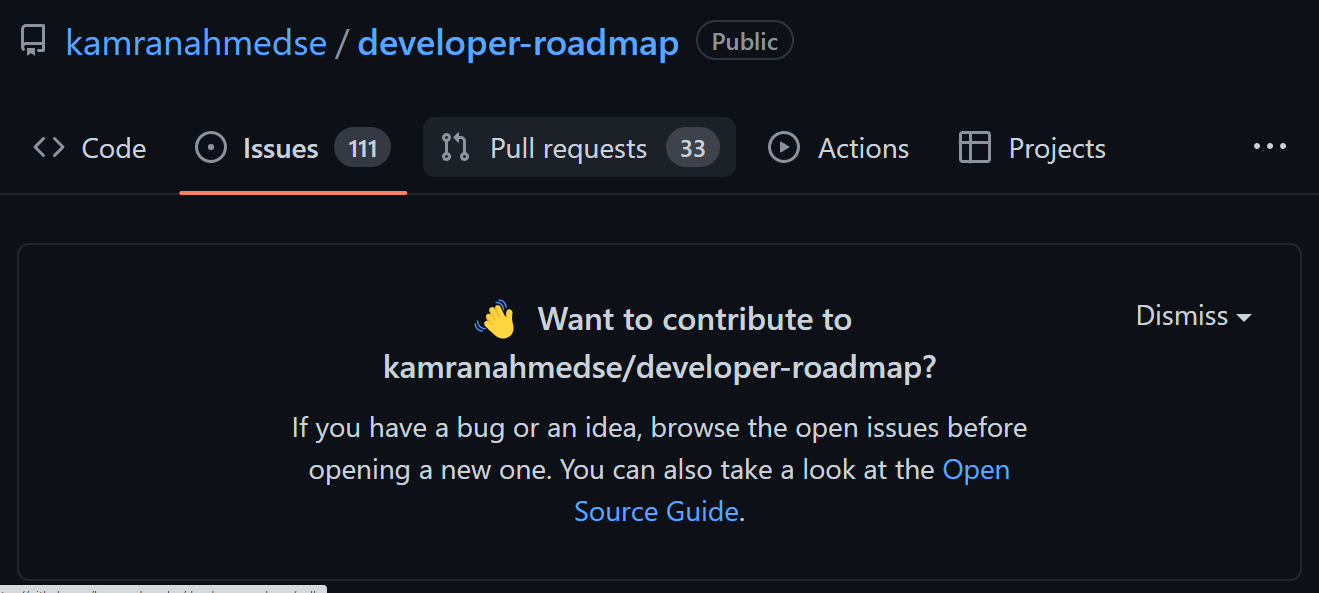 kamranahmedse / developer-roadmap Public
Code Issues 111 Pull requests 33 Actions Projects ...
Want to contribute to
Dismiss
kamranahmedse/developer-roadmap?
If you have a bug or an idea, browse the open issues before
opening a new one. You can also take a look at the Open
Source Guide.